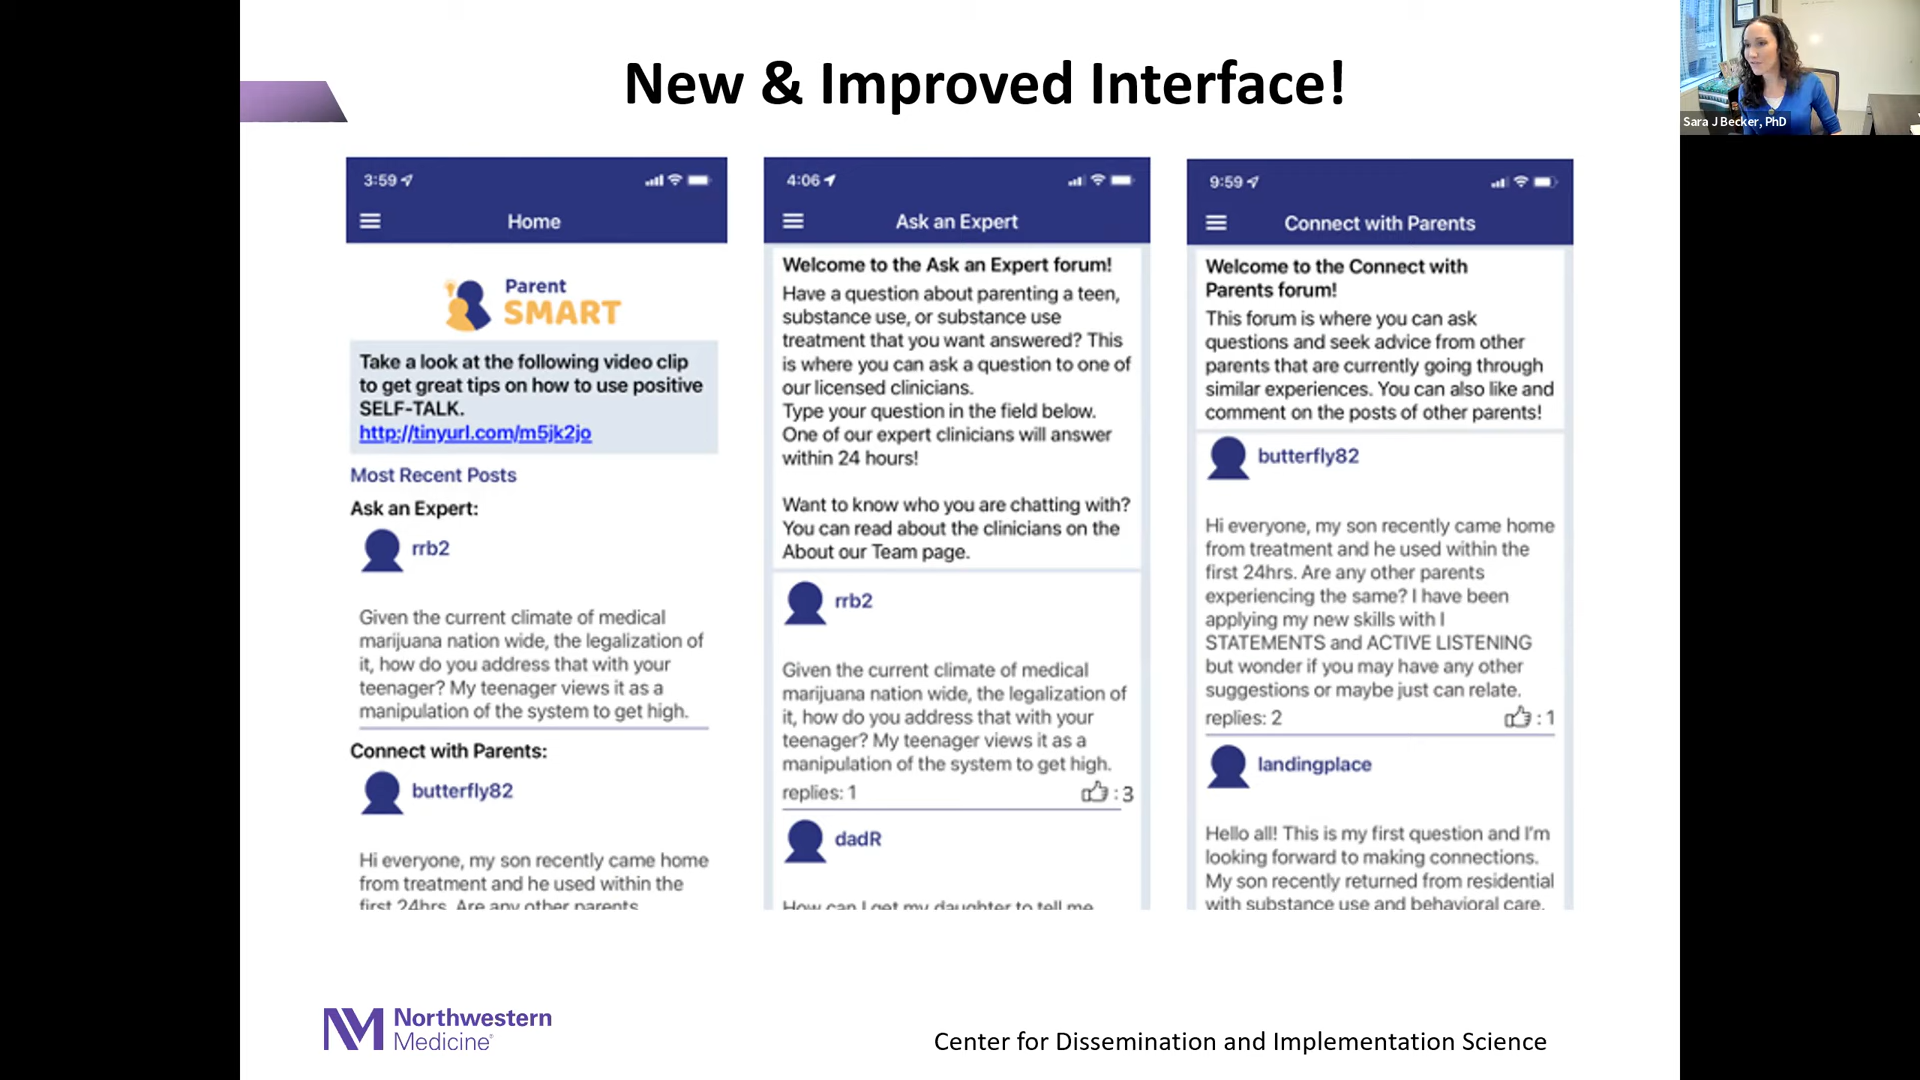 New & Improved Interface!
Sara J Becker, PhD
3:59
Home
Parent
SMART
Take a look at the following video clip
to get great tips on how to use positive
SELF-TALK.
http://tinyurl.com/m5jk2jo
Most Recent Posts
Ask an Expert:
rrb2
Given the current climate of medical
marijuana nation wide, the legalization of
it, how do you address that with your
teenager? My teenager views it as a
manipulation of the system to get high.
Connect with Parents:
butterfly82
Hi everyone, my son recently came home
from treatment and he used within the
first 24hrs. Are any other parents
4:06
Ask an Expert
Welcome to the Ask an Expert forum!
Have a question about parenting a teen,
substance use, or substance use
treatment that you want answered? This
is where you can ask a question to one of
our licensed clinicians.
Type your question in the field below.
One of our expert clinicians will answer
within 24 hours!
Want to know who you are chatting with?
You can read about the clinicians on the
About our Team page.
rrb2
Given the current climate of medical
marijuana nation wide, the legalization of
it, how do you address that with your
teenager? My teenager views it as a
manipulation of the system to get high.
replies: 1 : 3
dadR
How can I get my daughter to tell me
9:59
Connect with Parents
Welcome to the Connect with
Parents forum!
This forum is where you can ask
questions and seek advice from other
parents that are currently going through
similar experiences. You can also like and
comment on the posts of other parents!
butterfly82
Hi everyone, my son recently came home
from treatment and he used within the
first 24hrs. Are any other parents
experiencing the same? I have been
applying my new skills with I
STATEMENTS and ACTIVE LISTENING
but wonder if you may have any other
suggestions or maybe just can relate.
replies: 2 : 1
landingplace
Hello all! This is my first question and I'm
looking forward to making connections.
My son recently returned from residential
with substance use and behavioral care.
Northwestern
Medicine
Center for Dissemination and Implementation Science